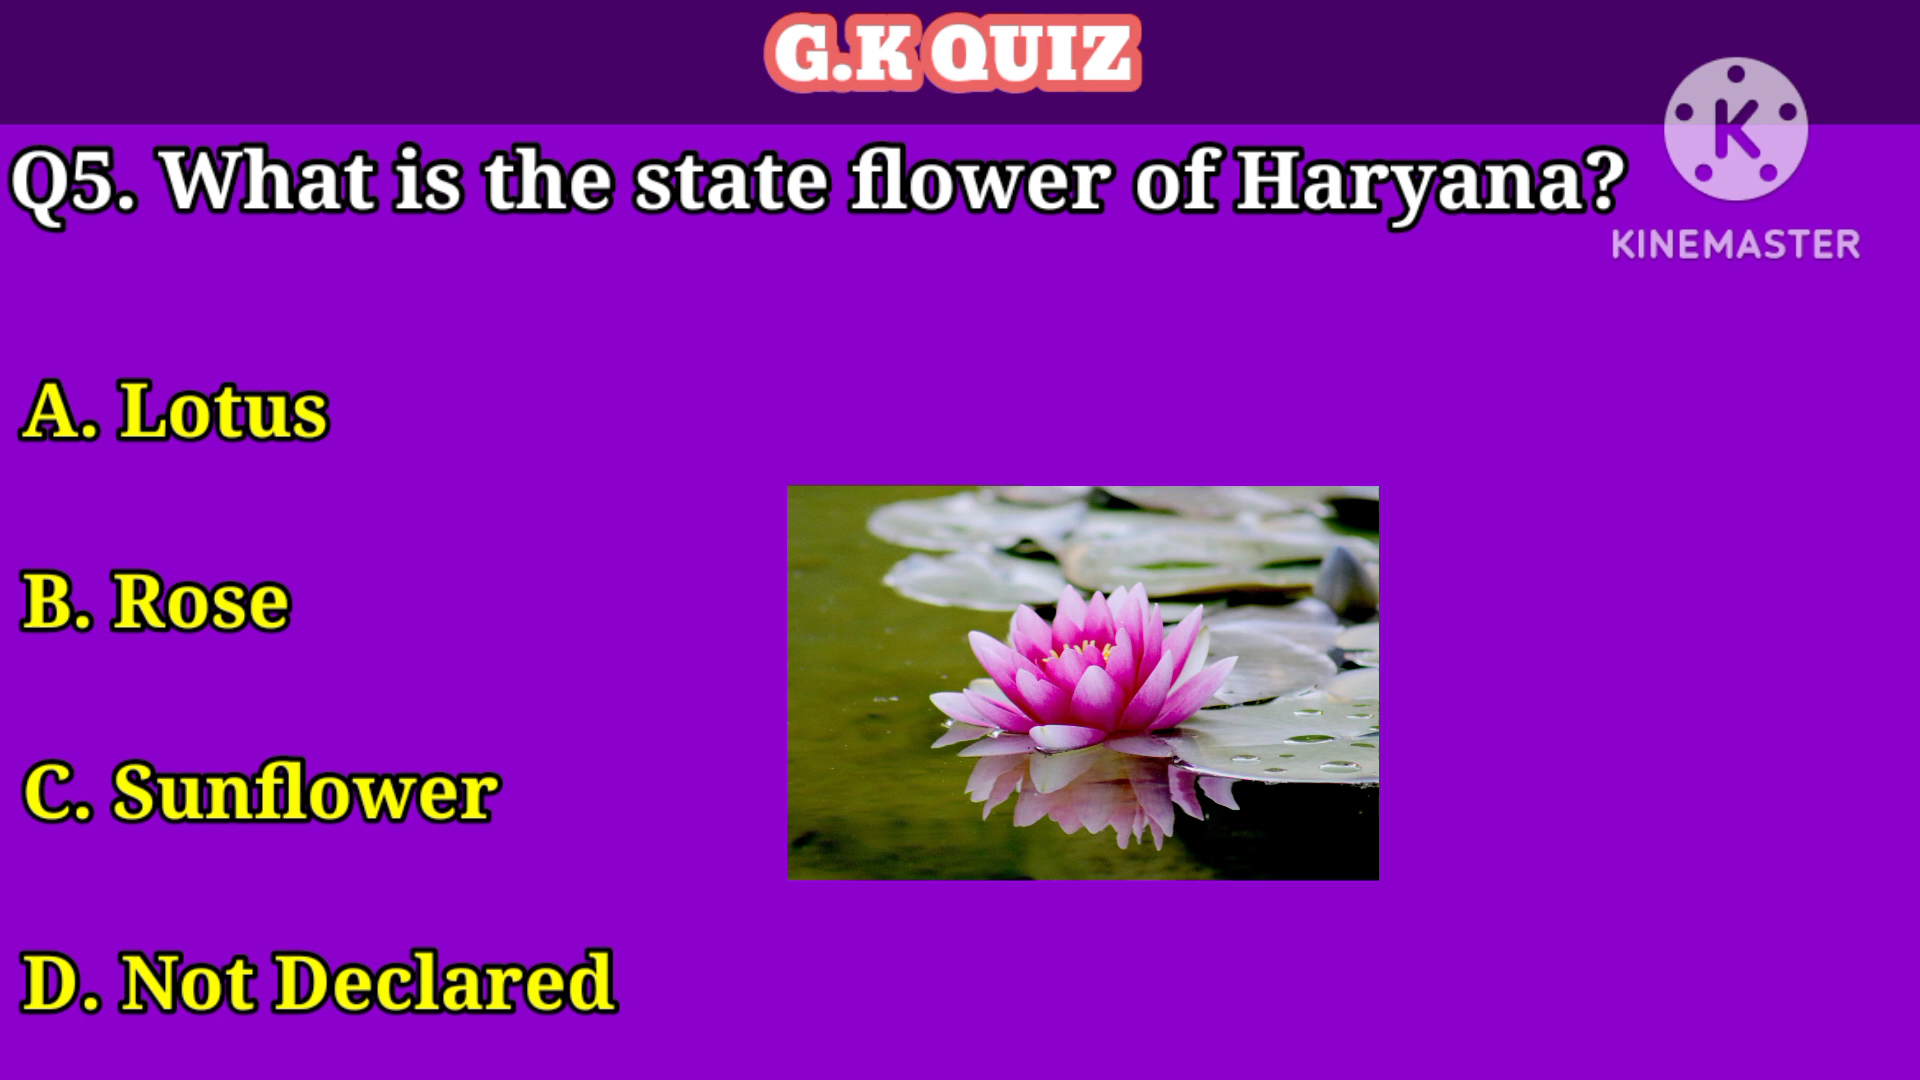 G.K QUIZ
Q5. What is the state flower of Haryana?
K
KINEMASTER
A. Lotus
B. Rose
C. Sunflower
D. Not Declared